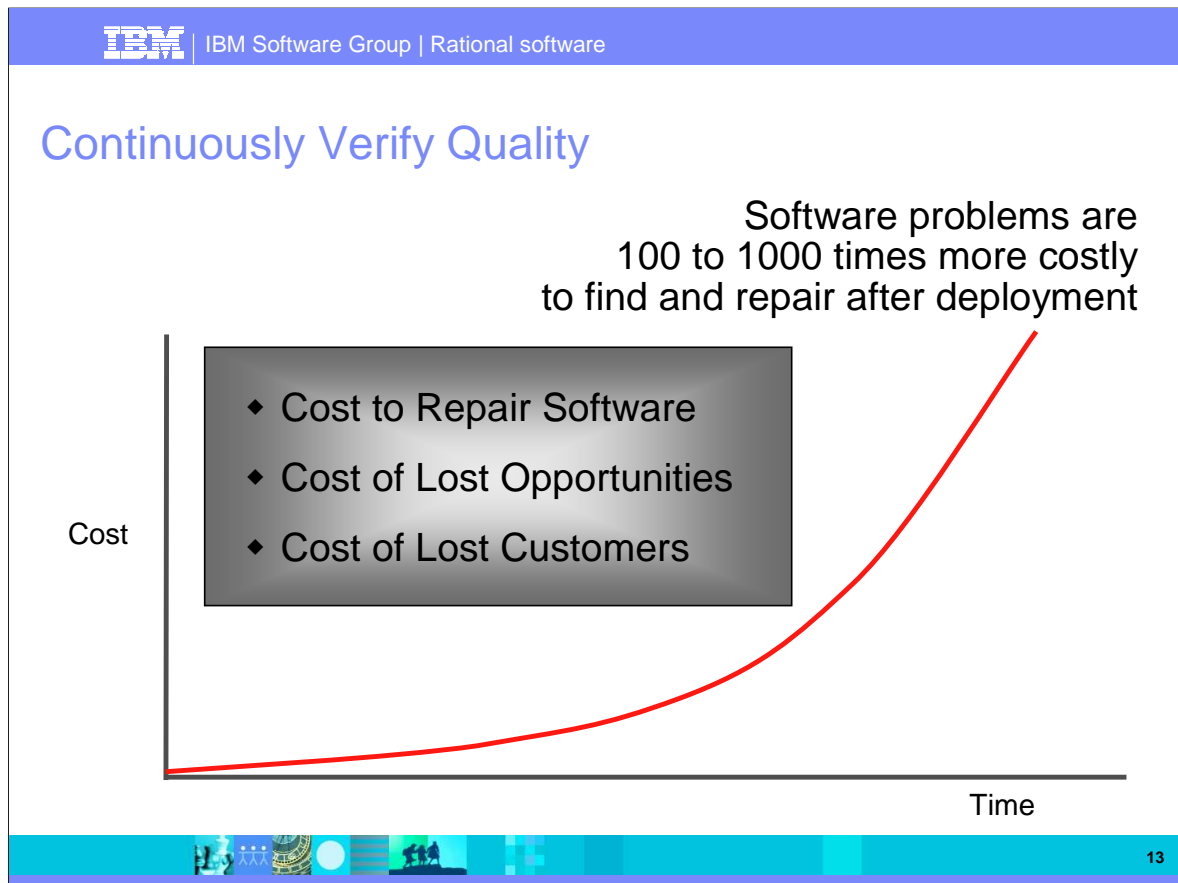 IBM | IBM Software Group | Rational software
Continuously Verify Quality
Software problems are
100 to 1000 times more costly
to find and repair after deployment
◆ Cost to Repair Software
◆ Cost of Lost Opportunities
◆ Cost of Lost Customers
Cost
Time
13